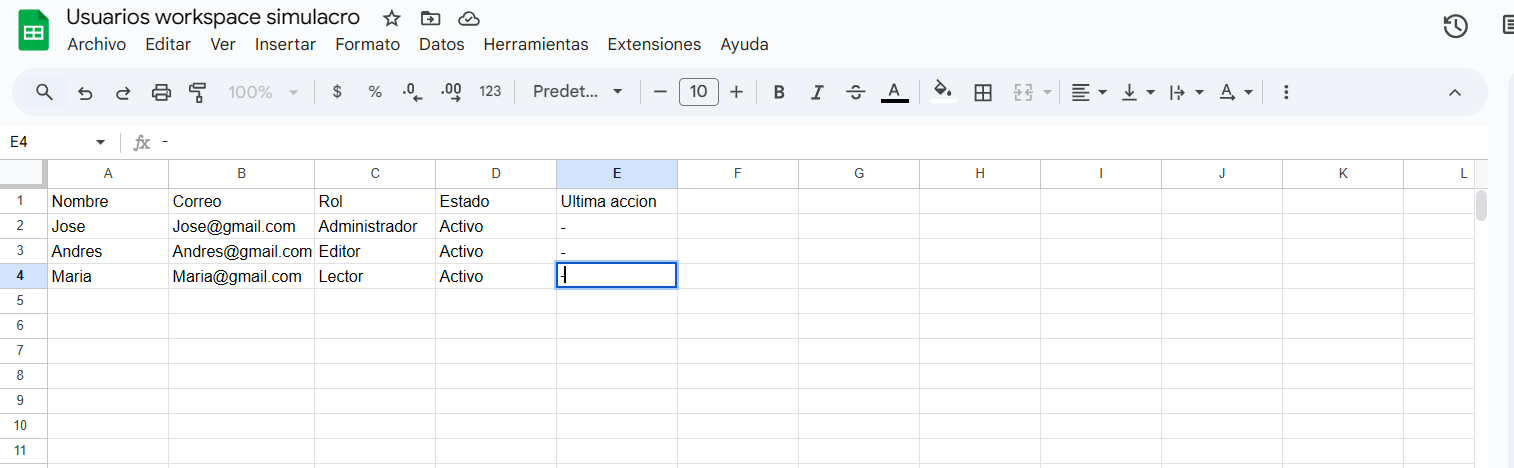 Usuarios workspace simulacro
Archivo Editar Ver Insertar Formato Datos Herramientas Extensiones Ayuda
100% $ % .0 .00 123 Predet... − 10 + B I S A A
E4 fx -
A B C D E F G H I J K L
1 Nombre Correo Rol Estado Ultima accion
2 Jose Jose@gmail.com Administrador Activo -
3 Andres Andres@gmail.com Editor Activo -
4 Maria Maria@gmail.com Lector Activo -
5
6
7
8
9
10
11